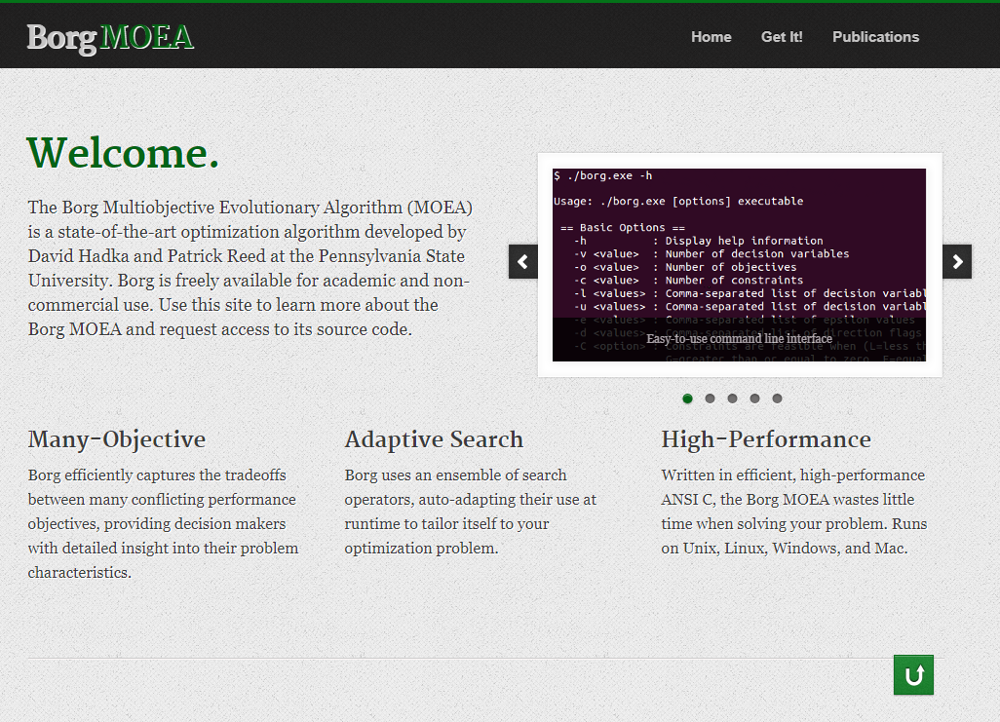 Borg MOEA
Home Get It! Publications
Welcome.
The Borg Multiobjective Evolutionary Algorithm (MOEA)
is a state-of-the-art optimization algorithm developed by
David Hadka and Patrick Reed at the Pennsylvania State
University. Borg is freely available for academic and non-
commercial use. Use this site to learn more about the
Borg MOEA and request access to its source code.
$ ./borg.exe -h
Usage: ./borg.exe [options] executable
== Basic Options ==
-h : Display help information
-v <value> : Number of decision variables
-o <value> : Number of objectives
-c <value> : Number of constraints
-l <values> : Comma-separated list of decision variabl
-u <values> : Comma-separated list of decision variabl
-e <values> : Comma-separated list of epsilon values
-d <values> : Comma-separated list of direction flags
-C <option> : Constraints are feasible when (L=less th
G=greater than or equal to zero, E=equal
Easy-to-use command line interface
Many-Objective
Borg efficiently captures the tradeoffs
between many conflicting performance
objectives, providing decision makers
with detailed insight into their problem
characteristics.
Adaptive Search
Borg uses an ensemble of search
operators, auto-adapting their use at
runtime to tailor itself to your
optimization problem.
High-Performance
Written in efficient, high-performance
ANSI C, the Borg MOEA wastes little
time when solving your problem. Runs
on Unix, Linux, Windows, and Mac.